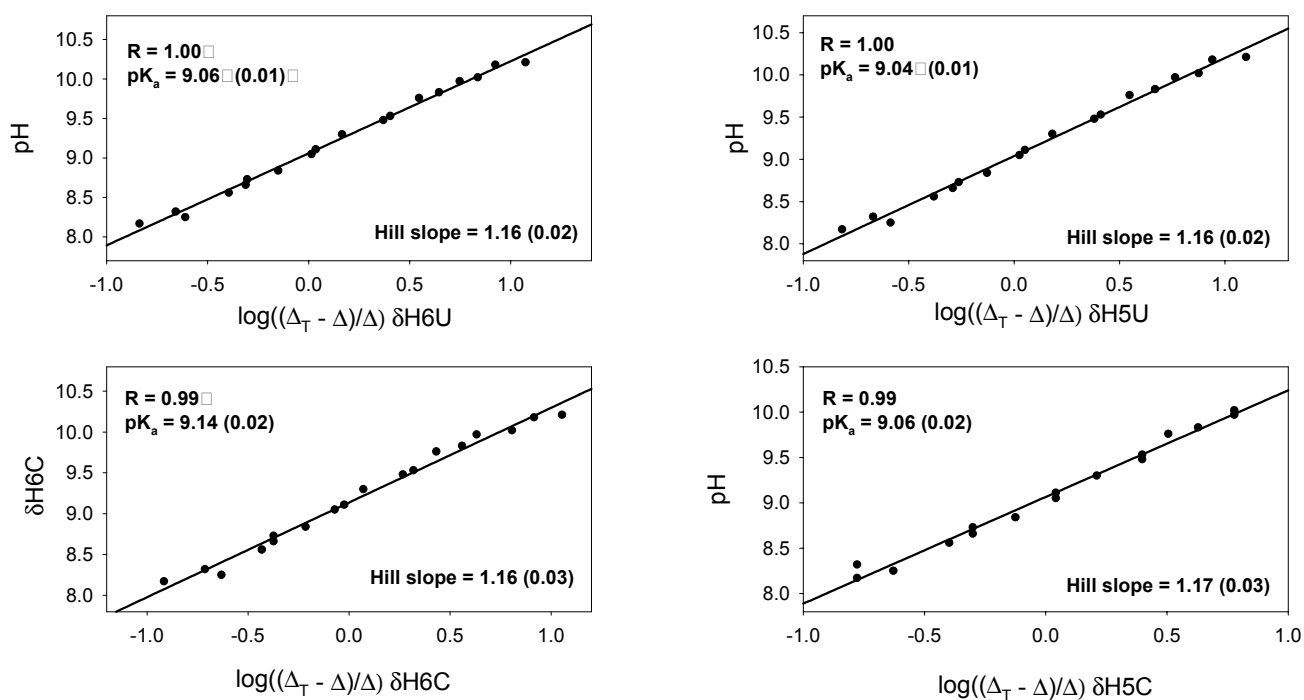 R = 1.00□
pKa = 9.06□(0.01)□
pH
10.5
10.0
9.5
9.0
8.5
8.0
Hill slope = 1.16 (0.02)
-1.0 -0.5 0.0 0.5 1.0
log((ΔT - Δ)/Δ) δH6U
R = 1.00
pKa = 9.04□(0.01)
pH
10.5
10.0
9.5
9.0
8.5
8.0
Hill slope = 1.16 (0.02)
-1.0 -0.5 0.0 0.5 1.0
log((ΔT - Δ)/Δ) δH5U
R = 0.99□
pKa = 9.14 (0.02)
δH6C
10.5
10.0
9.5
9.0
8.5
8.0
Hill slope = 1.16 (0.03)
-1.0 -0.5 0.0 0.5 1.0
log((ΔT - Δ)/Δ) δH6C
R = 0.99
pKa = 9.06 (0.02)
pH
10.5
10.0
9.5
9.0
8.5
8.0
Hill slope = 1.17 (0.03)
-1.0 -0.5 0.0 0.5 1.0
log((ΔT - Δ)/Δ) δH5C